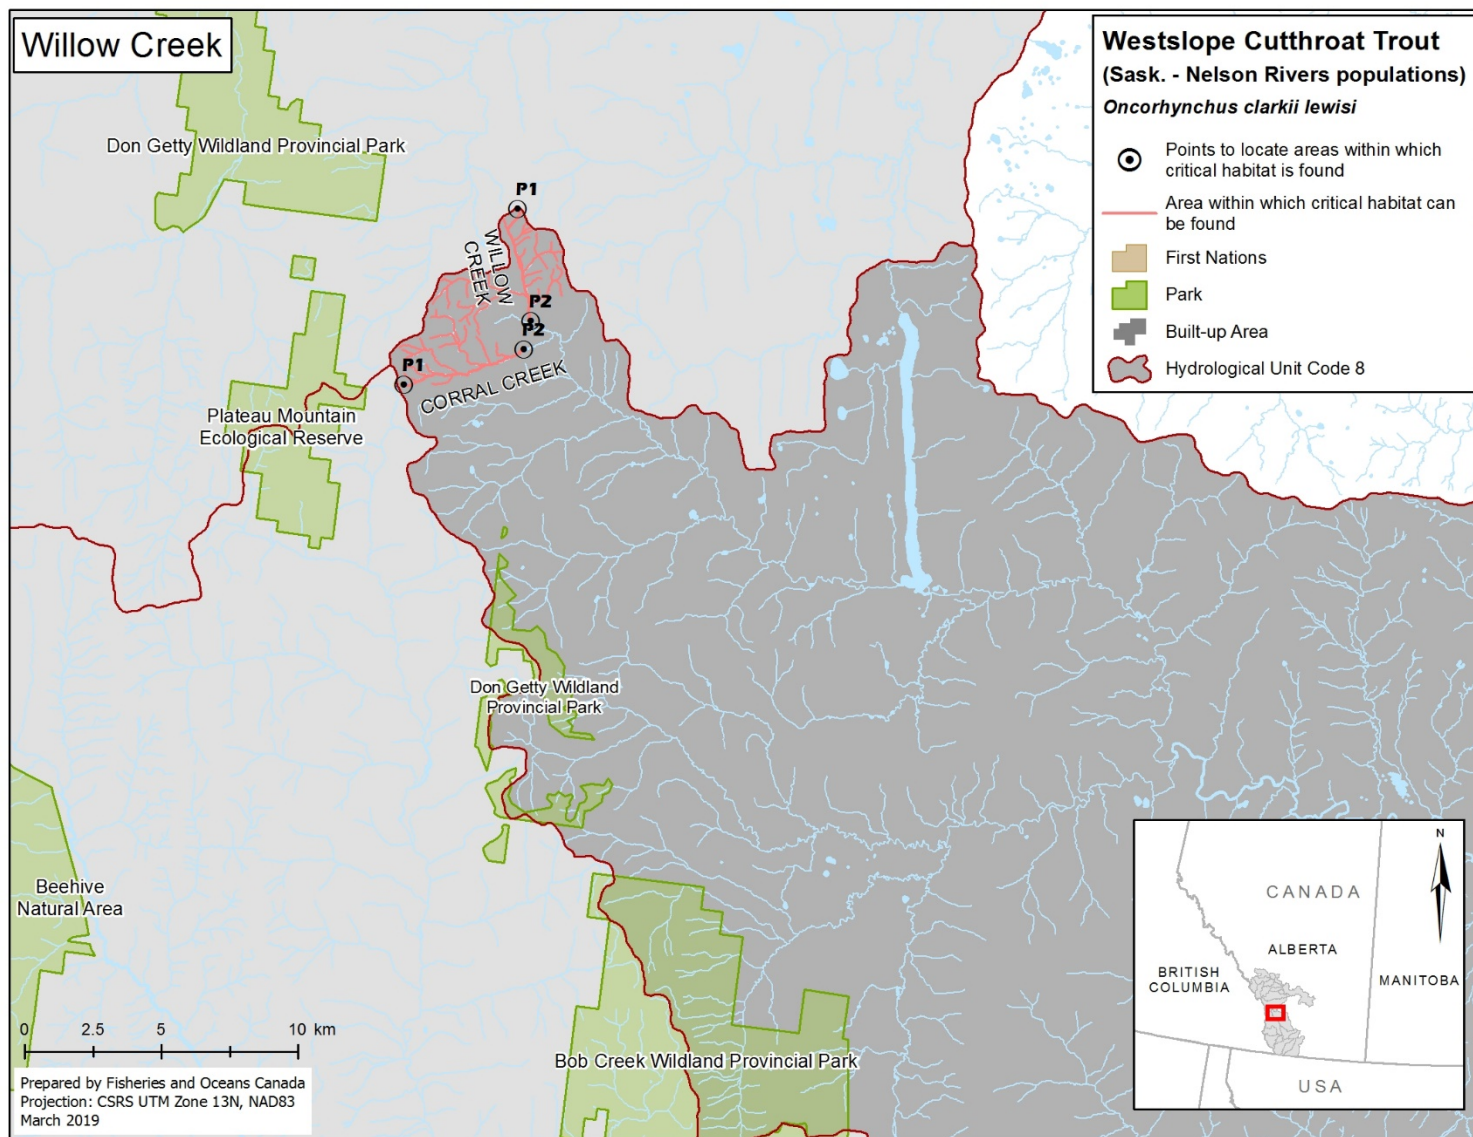 Willow Creek
Westslope Cutthroat Trout
(Sask. - Nelson Rivers populations)
Oncorhynchus clarkii lewisi
Points to locate areas within which
critical habitat is found
Area within which critical habitat can
be found
First Nations
Park
Built-up Area
Hydrological Unit Code 8
Don Getty Wildland Provincial Park
P1
WILLOW
CREEK
P2
P2
P1
CORRAL CREEK
Plateau Mountain
Ecological Reserve
Don Getty Wildland
Provincial Park
Beehive
Natural Area
Bob Creek Wildland Provincial Park
0 2.5 5 10 km
Prepared by Fisheries and Oceans Canada
Projection: CSRS UTM Zone 13N, NAD83
March 2019
N
CANADA
ALBERTA
BRITISH
COLUMBIA
MANITOBA
USA